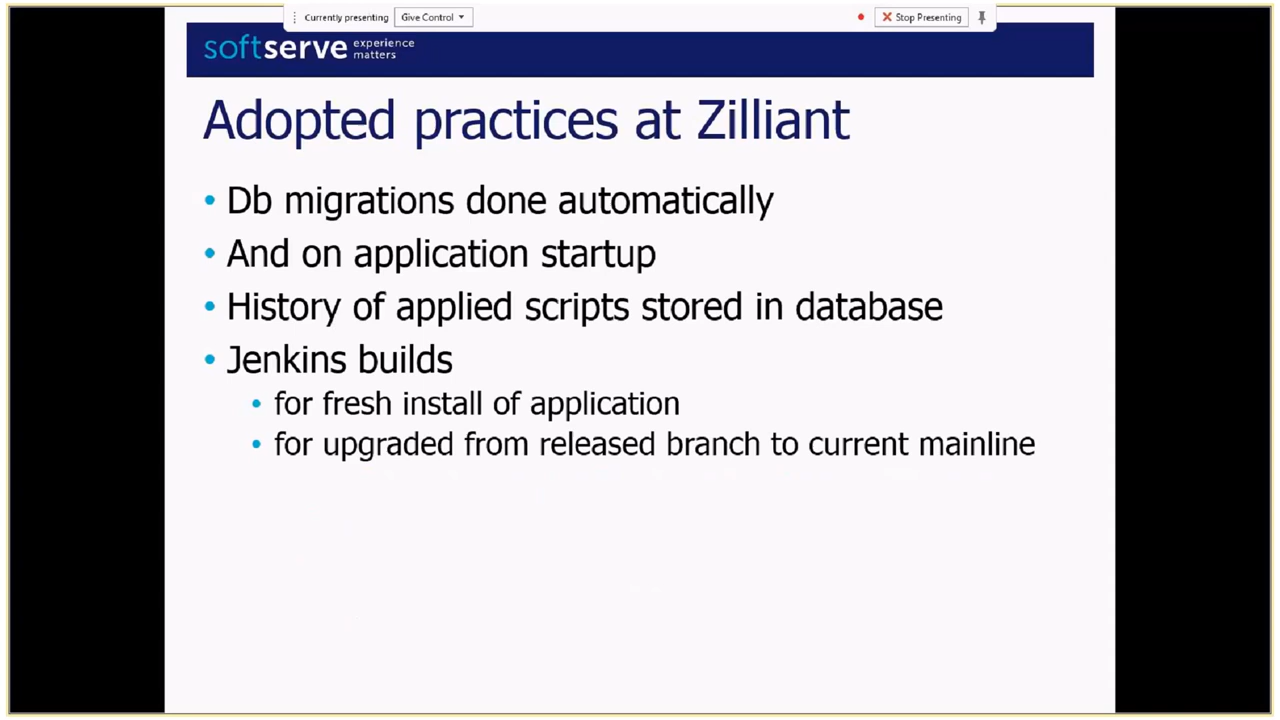 Currently presenting Give Control Stop Presenting
softserve experience matters
Adopted practices at Zilliant
• Db migrations done automatically
• And on application startup
• History of applied scripts stored in database
• Jenkins builds
• for fresh install of application
• for upgraded from released branch to current mainline